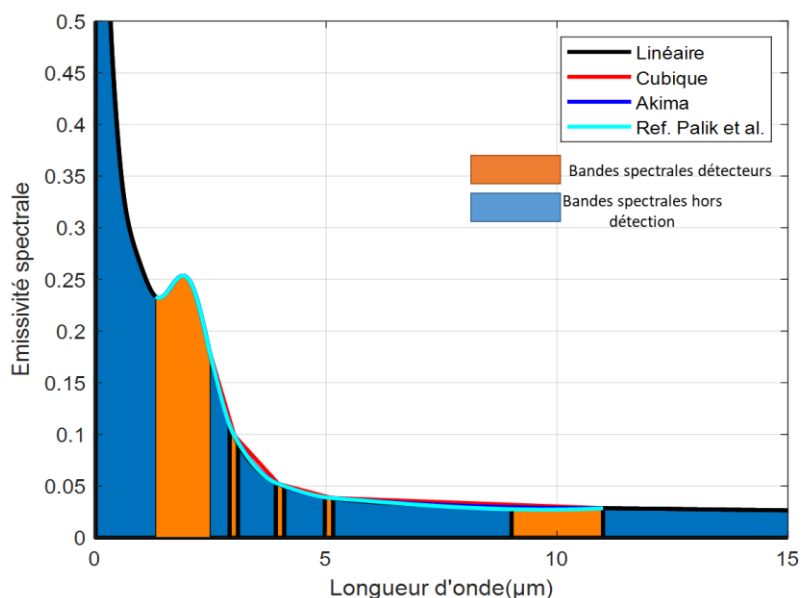 0.5
0.45
0.4
0.35
0.3
0.25
0.2
0.15
0.1
0.05
0
Emissivité spectrale
Linéaire
Cubique
Akima
Ref. Palik et al.
Bandes spectrales détecteurs
Bandes spectrales hors
détection
0 5 10 15
Longueur d'onde(μm)